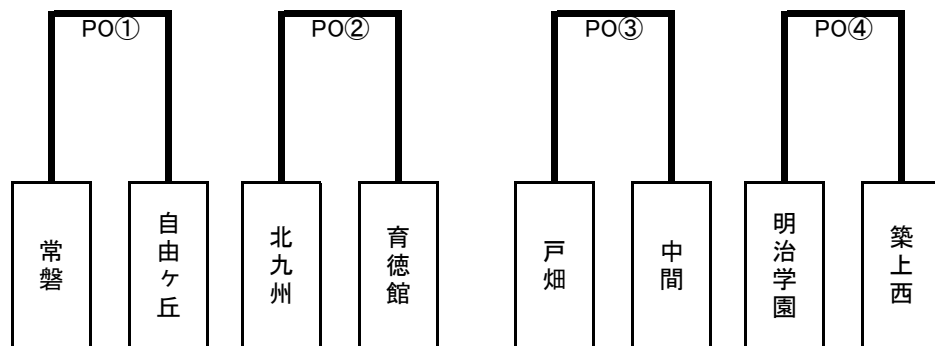 PO①
PO②
PO③
PO④
常磐
自由ヶ丘
北九州
育徳館
戸畑
中間
明治学園
築上西